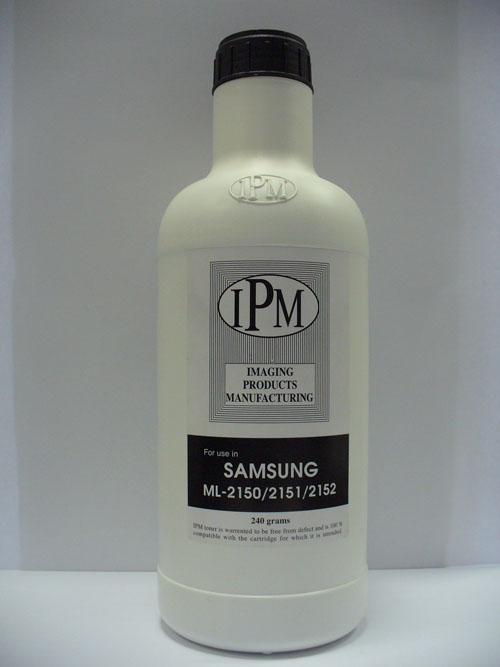 IPM
IPM
IMAGING
PRODUCTS
MANUFACTURING
For use in
SAMSUNG
ML-2150/2151/2152
240 grams
IPM toner is warrented to be free from defect and is 100 %
compatible with the cartridge for which it is intended